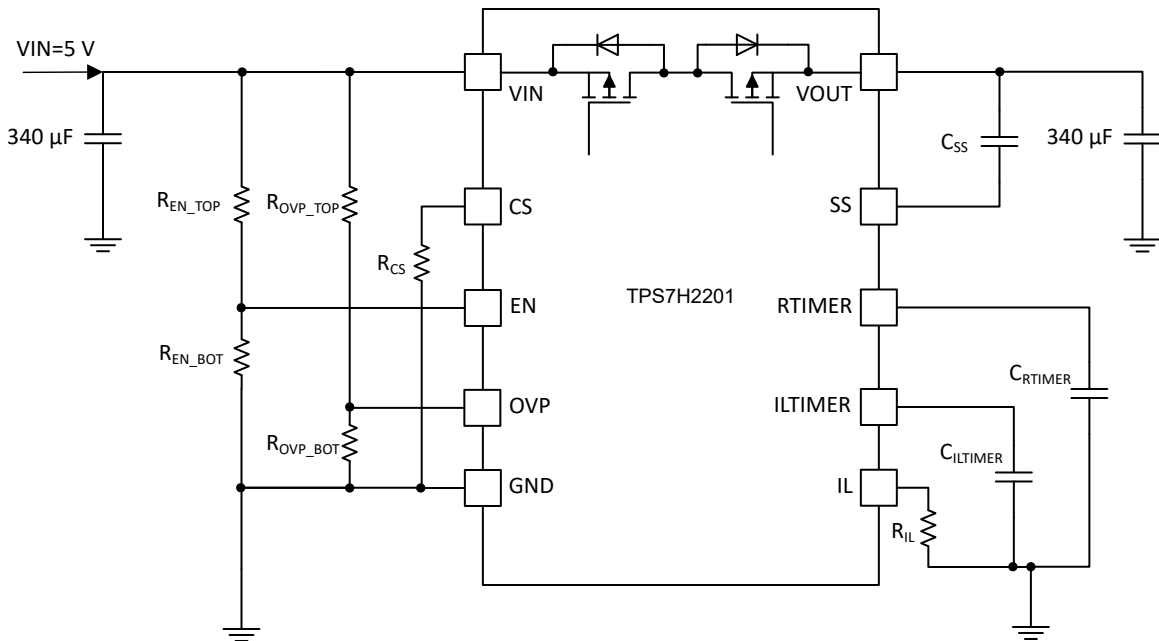 VIN=5 V
340 µF
R_EN_TOP
R_OVP_TOP
R_EN_BOT
R_OVP_BOT
R_CS
VIN
CS
EN
OVP
GND
TPS7H2201
VOUT
SS
RTIMER
ILTIMER
IL
C_SS
340 µF
C_RTIMER
C_ILTIMER
R_IL